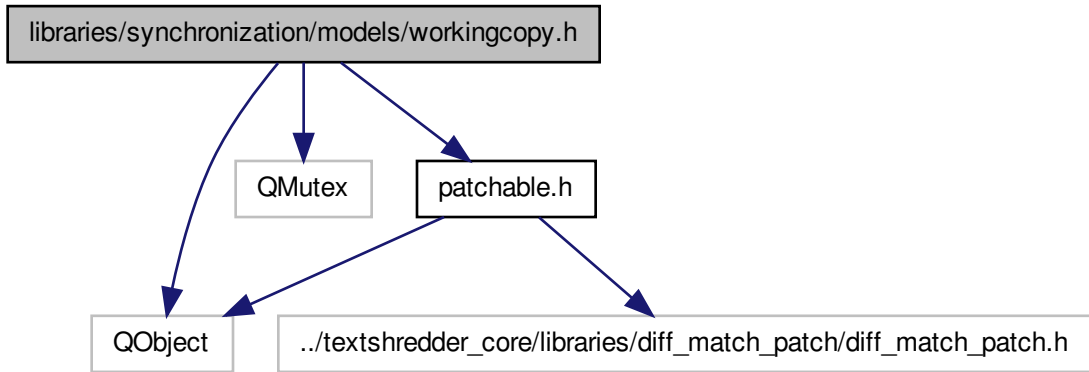 libraries/synchronization/models/workingcopy.h
QMutex
patchable.h
QObject
../textshredder_core/libraries/diff_match_patch/diff_match_patch.h